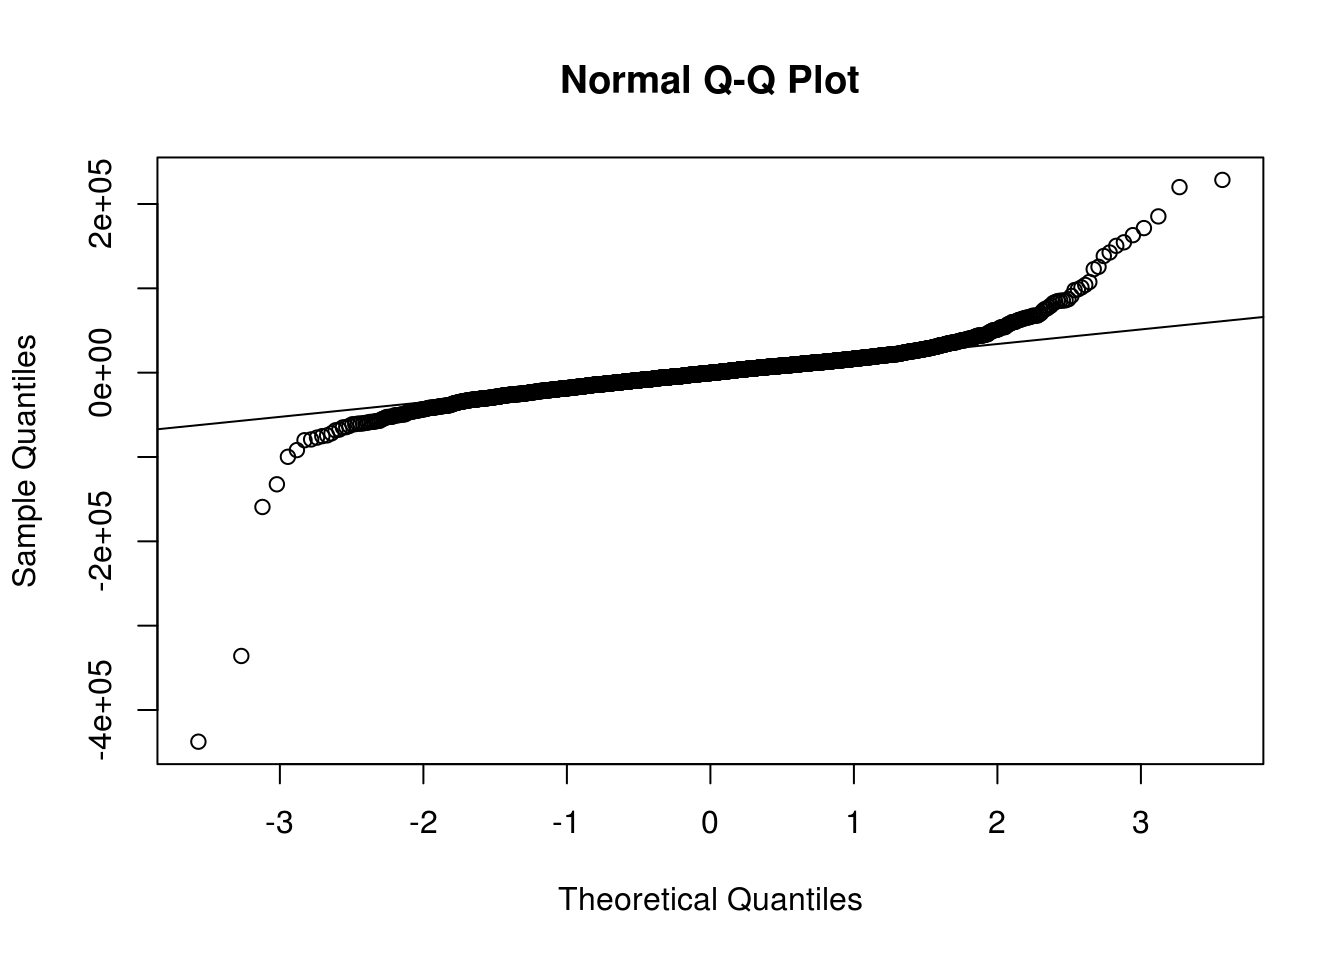 Normal Q-Q Plot
Sample Quantiles
2e+05
0e+00
-2e+05
-4e+05
-3 -2 -1 0 1 2 3
Theoretical Quantiles